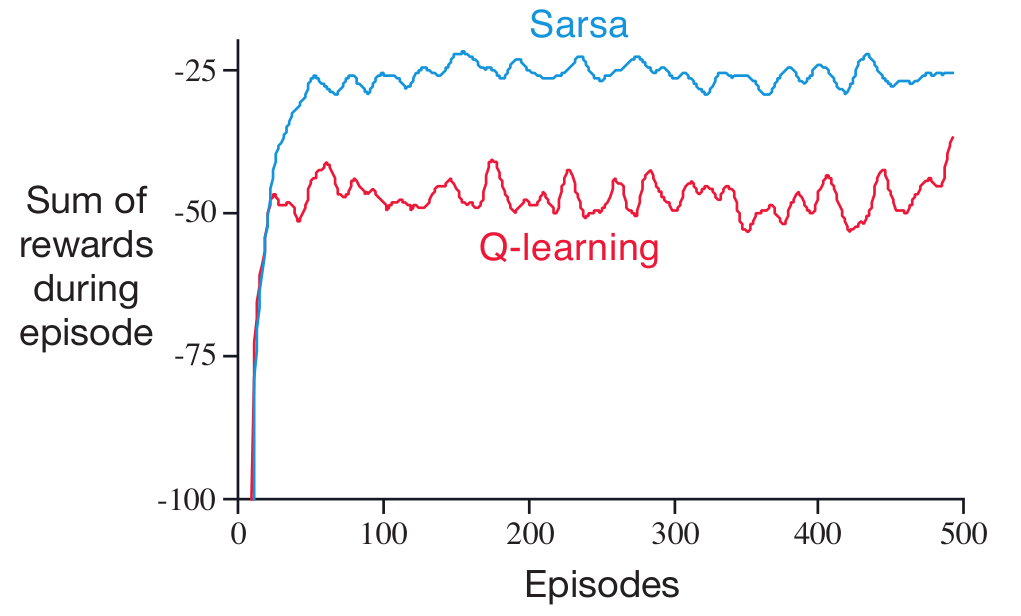 Sarsa
-25
-50
-75
-100
Sum of
rewards
during
episode
Q-learning
0 100 200 300 400 500
Episodes